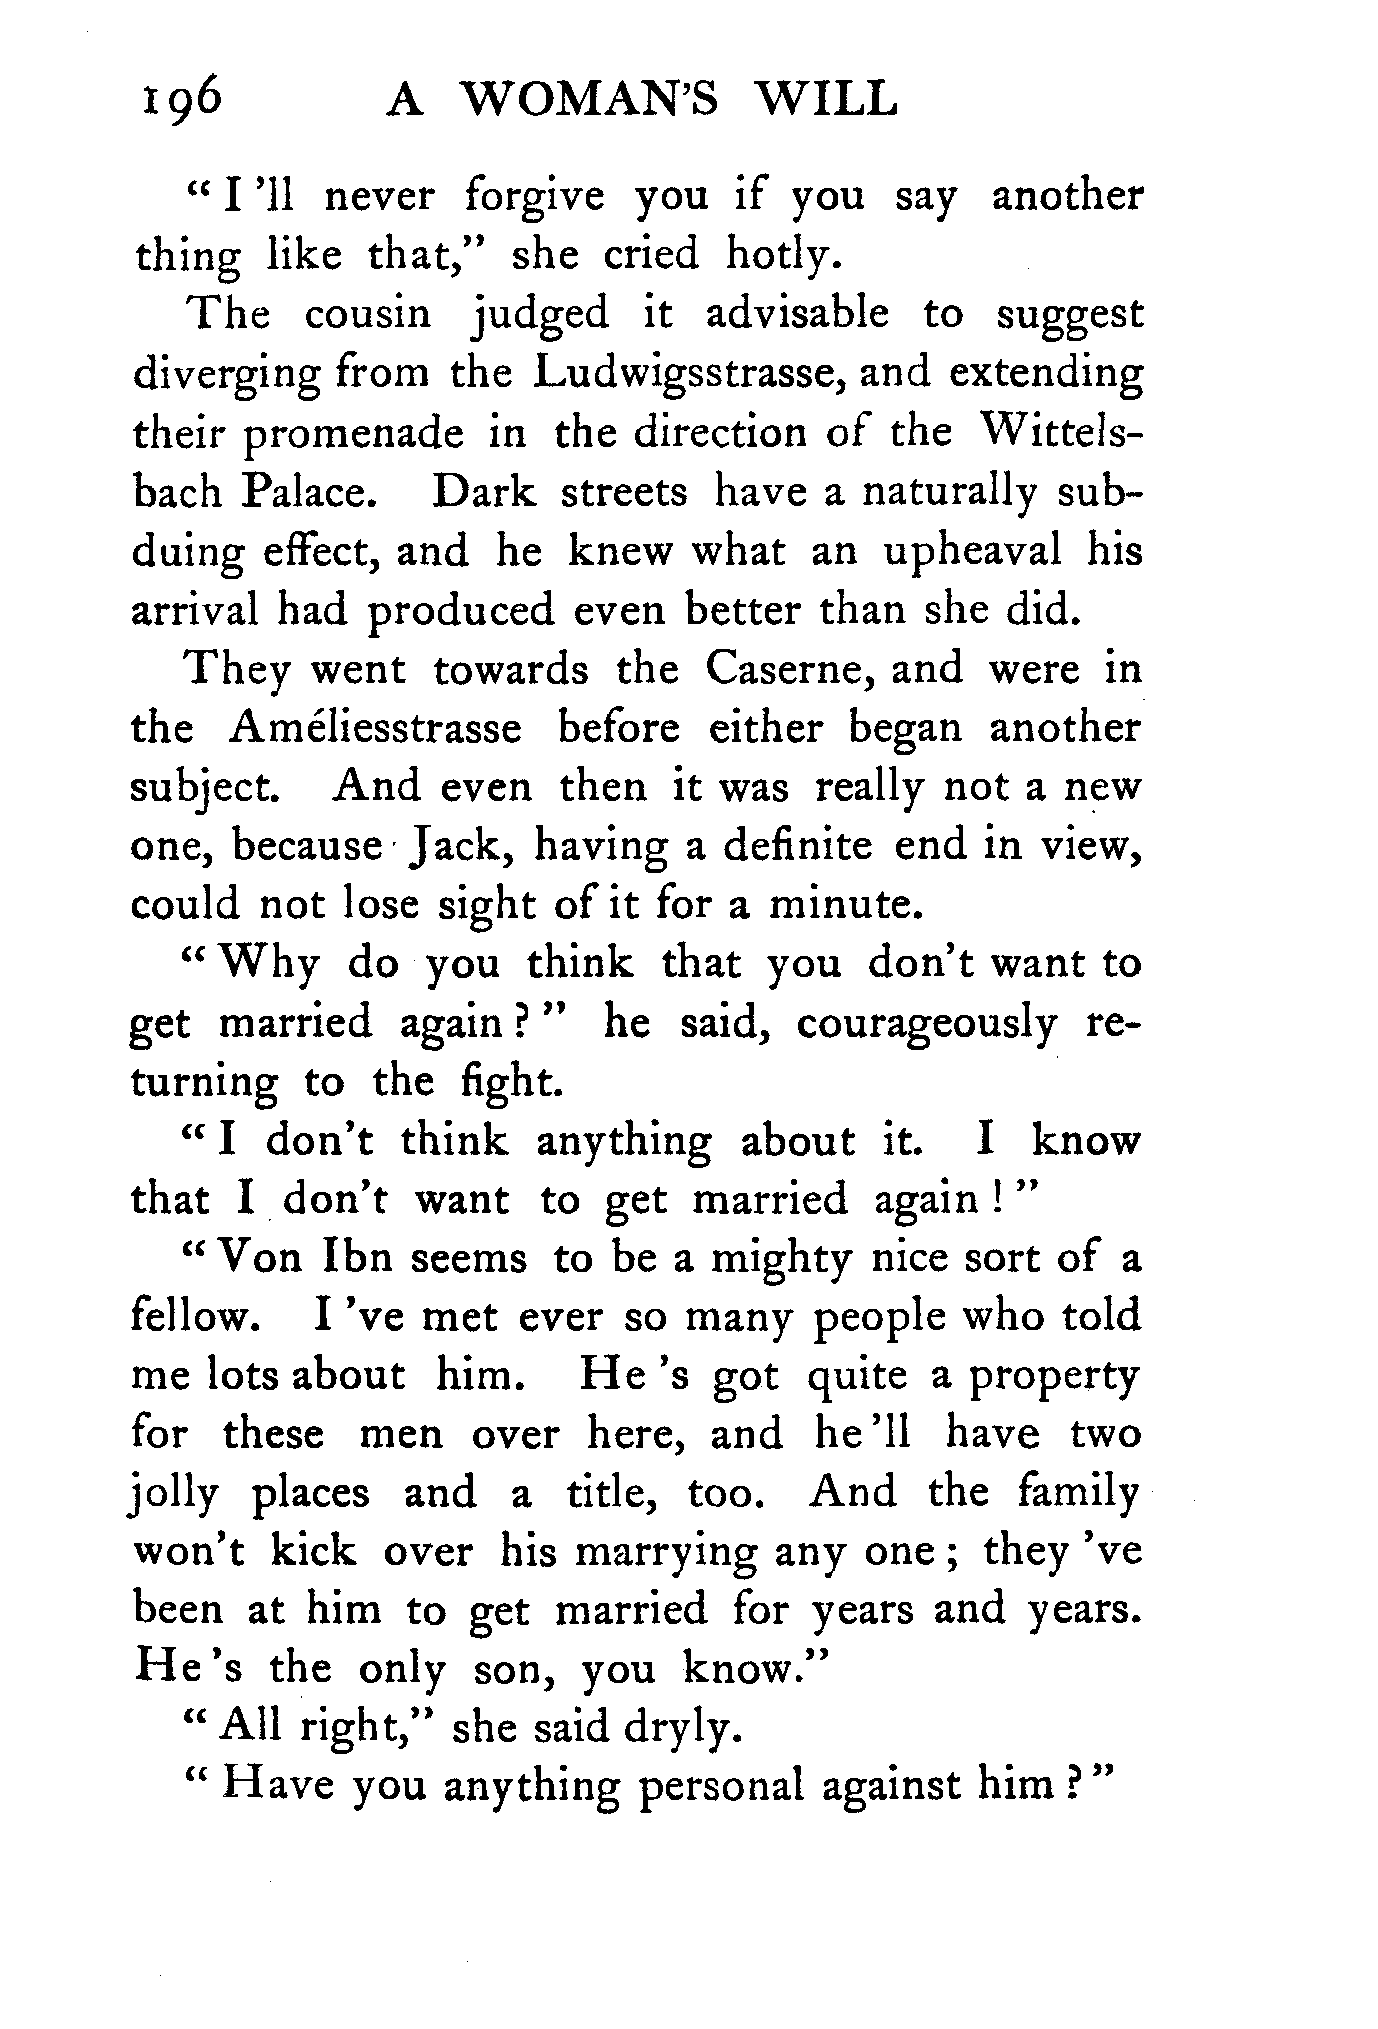 196 A WOMAN'S WILL
“ I 'll never forgive you if you say another
thing like that,” she cried hotly.
The cousin judged it advisable to suggest
diverging from the Ludwigsstrasse, and extending
their promenade in the direction of the Wittels-
bach Palace. Dark streets have a naturally sub-
duing effect, and he knew what an upheaval his
arrival had produced even better than she did.
They went towards the Caserne, and were in
the Améliesstrasse before either began another
subject. And even then it was really not a new
one, because Jack, having a definite end in view,
could not lose sight of it for a minute.
“ Why do you think that you don't want to
get married again ? ” he said, courageously re-
turning to the fight.
“ I don't think anything about it. I know
that I don't want to get married again ! ”
“ Von Ibn seems to be a mighty nice sort of a
fellow. I 've met ever so many people who told
me lots about him. He 's got quite a property
for these men over here, and he 'll have two
jolly places and a title, too. And the family
won't kick over his marrying any one ; they 've
been at him to get married for years and years.
He 's the only son, you know.”
“ All right,” she said dryly.
“ Have you anything personal against him ? ”